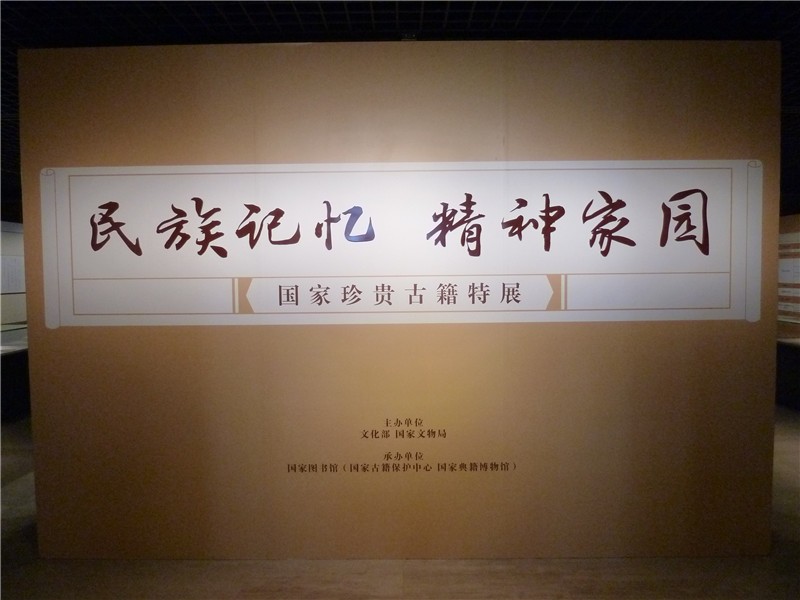 民族记忆 精神家园
国家珍贵古籍特展
主办单位
文化部 国家文物局
承办单位
国家图书馆（国家古籍保护中心 国家典籍博物馆）